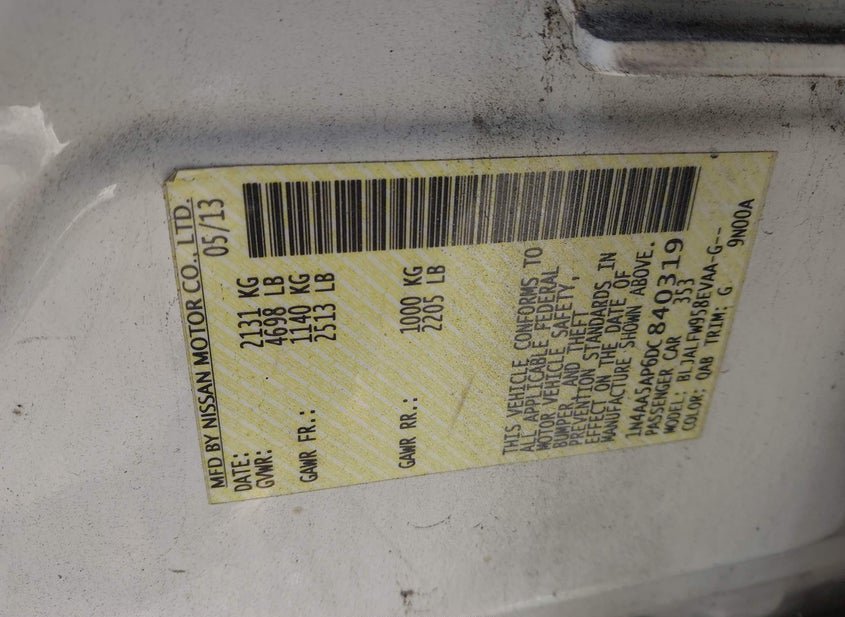 MFD BY NISSAN MOTOR CO., LTD.
DATE: 05/13
GVWR: 2131 KG
4698 LB
GAWR FR.: 1140 KG
2513 LB
GAWR RR.: 1000 KG
2205 LB
THIS VEHICLE CONFORMS TO
ALL APPLICABLE FEDERAL
MOTOR VEHICLE SAFETY,
BUMPER, AND THEFT
PREVENTION STANDARDS IN
EFFECT ON THE DATE OF
MANUFACTURE SHOWN ABOVE.
1N4AA5AP6DC840319
PASSENGER CAR 353
MODEL: BLJALFW958EVAA-G--
COLOR: QAB TRIM: G 9N00A